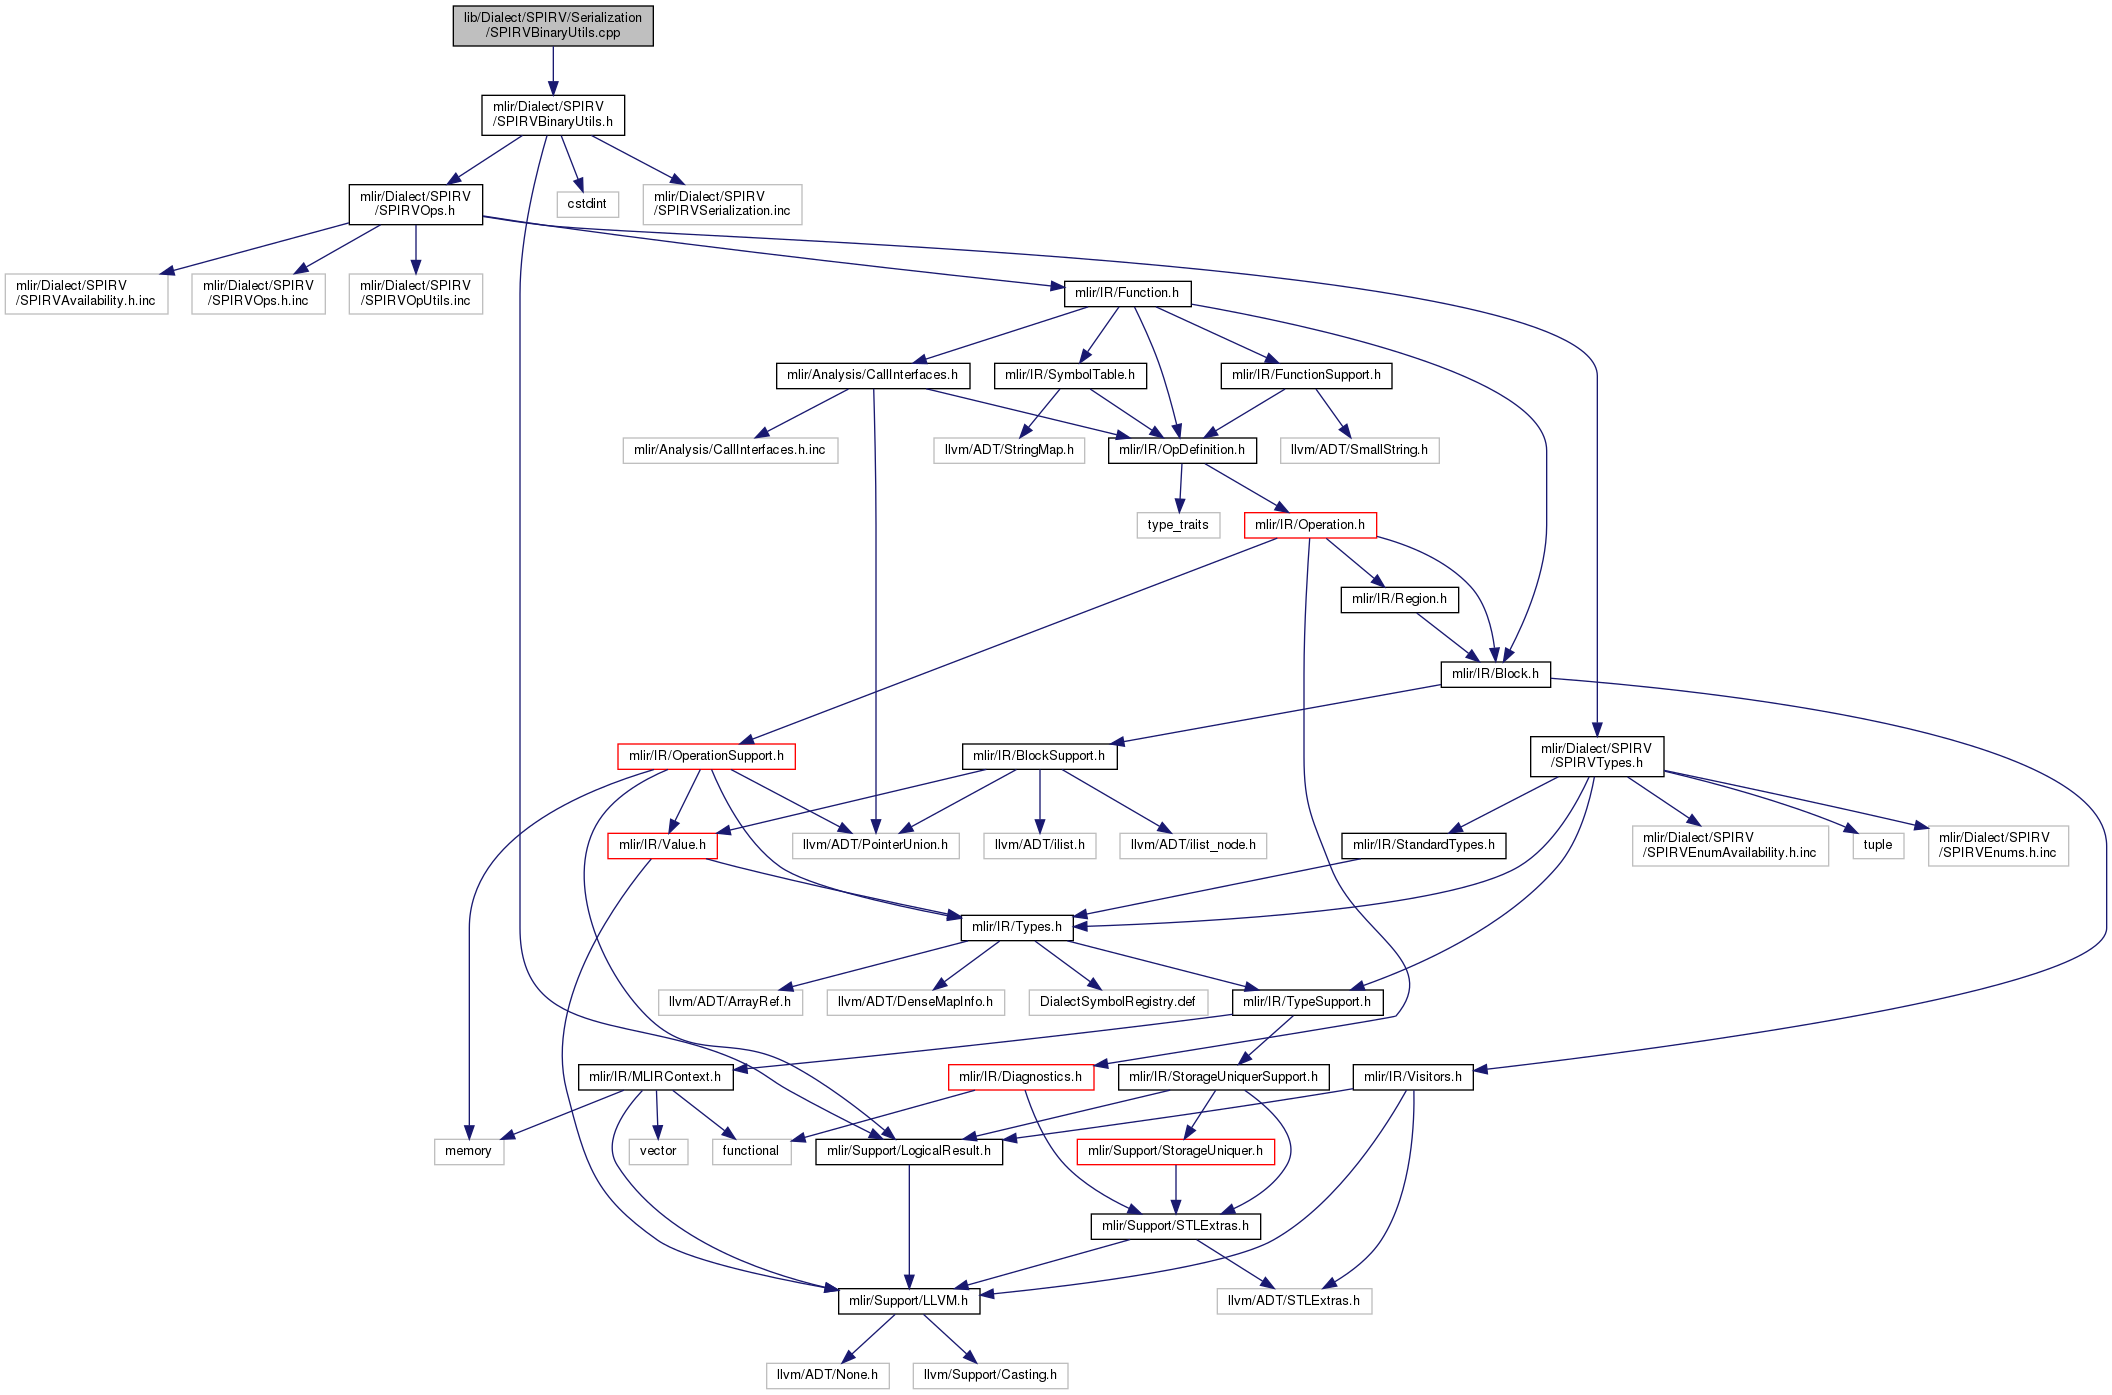 lib/Dialect/SPIRV/Serialization
/SPIRVBinaryUtils.cpp
mlir/Dialect/SPIRV
/SPIRVBinaryUtils.h
mlir/Dialect/SPIRV
/SPIRVOps.h
cstdint
mlir/Dialect/SPIRV
/SPIRVSerialization.inc
mlir/Dialect/SPIRV
/SPIRVAvailability.h.inc
mlir/Dialect/SPIRV
/SPIRVOps.h.inc
mlir/Dialect/SPIRV
/SPIRVOpUtils.inc
mlir/IR/Function.h
mlir/Analysis/CallInterfaces.h
mlir/IR/SymbolTable.h
mlir/IR/FunctionSupport.h
mlir/Analysis/CallInterfaces.h.inc
llvm/ADT/StringMap.h
mlir/IR/OpDefinition.h
llvm/ADT/SmallString.h
type_traits
mlir/IR/Operation.h
mlir/IR/Region.h
mlir/IR/Block.h
mlir/IR/OperationSupport.h
mlir/IR/BlockSupport.h
mlir/Dialect/SPIRV
/SPIRVTypes.h
mlir/IR/Value.h
llvm/ADT/PointerUnion.h
llvm/ADT/ilist.h
llvm/ADT/ilist_node.h
mlir/IR/StandardTypes.h
mlir/Dialect/SPIRV
/SPIRVEnumAvailability.h.inc
tuple
mlir/Dialect/SPIRV
/SPIRVEnums.h.inc
mlir/IR/Types.h
llvm/ADT/ArrayRef.h
llvm/ADT/DenseMapInfo.h
DialectSymbolRegistry.def
mlir/IR/TypeSupport.h
mlir/IR/MLIRContext.h
mlir/IR/Diagnostics.h
mlir/IR/StorageUniquerSupport.h
mlir/IR/Visitors.h
memory
vector
functional
mlir/Support/LogicalResult.h
mlir/Support/StorageUniquer.h
mlir/Support/STLExtras.h
mlir/Support/LLVM.h
llvm/ADT/STLExtras.h
llvm/ADT/None.h
llvm/Support/Casting.h